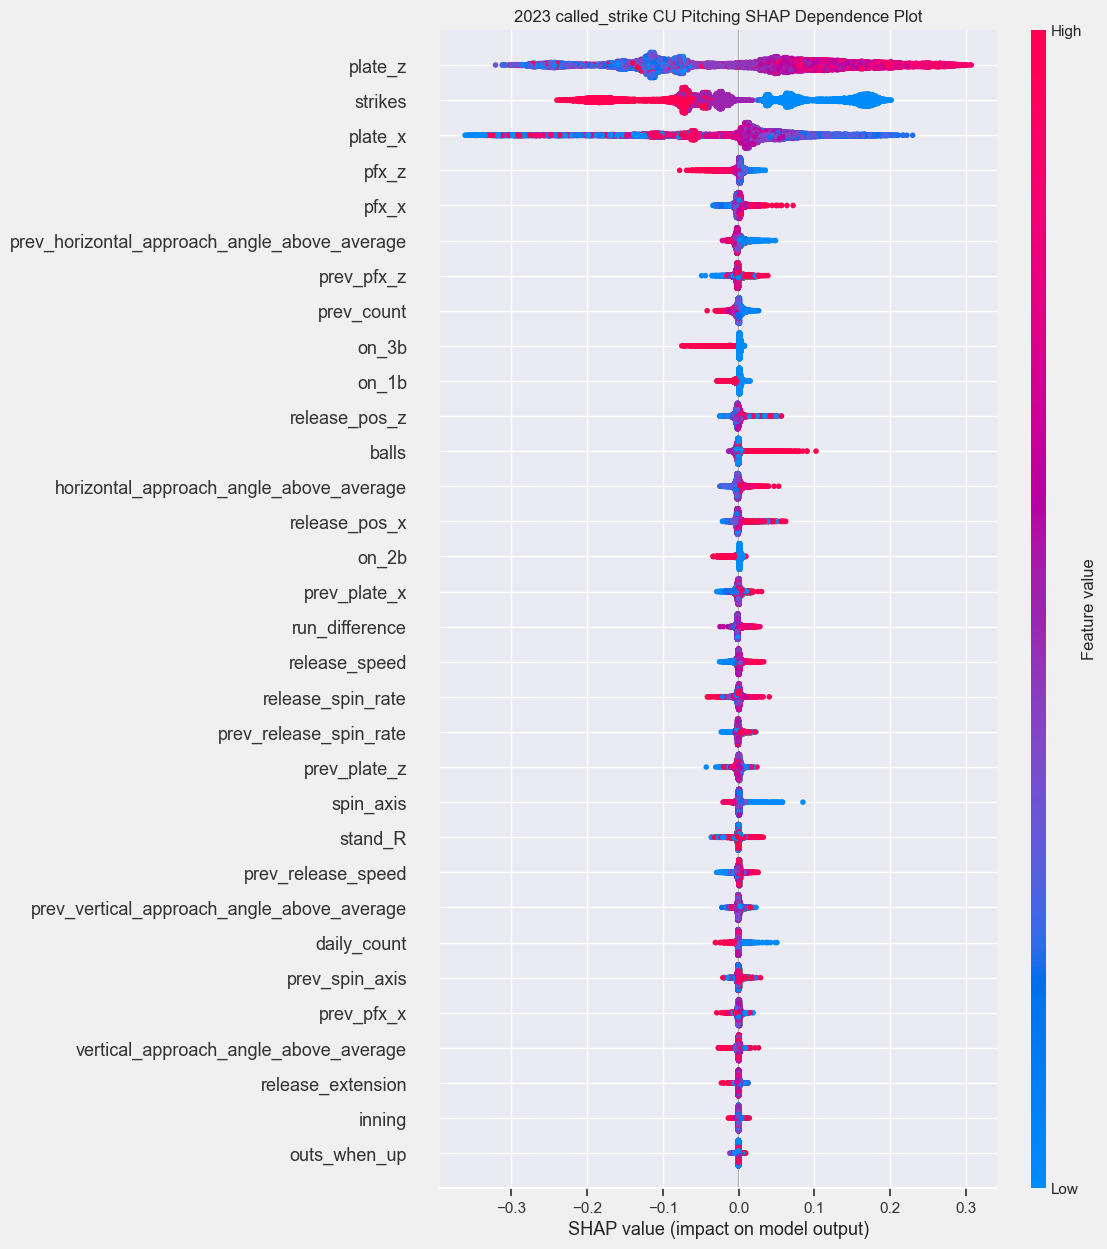 2023 called_strike CU Pitching SHAP Dependence Plot
High
plate_z
strikes
plate_x
pfx_z
pfx_x
prev_horizontal_approach_angle_above_average
prev_pfx_z
prev_count
on_3b
on_1b
release_pos_z
balls
horizontal_approach_angle_above_average
release_pos_x
on_2b
prev_plate_x
run_difference
release_speed
release_spin_rate
prev_release_spin_rate
prev_plate_z
spin_axis
stand_R
prev_release_speed
prev_vertical_approach_angle_above_average
daily_count
prev_spin_axis
prev_pfx_x
vertical_approach_angle_above_average
release_extension
inning
outs_when_up
Feature value
Low
−0.3 −0.2 −0.1 0.0 0.1 0.2 0.3
SHAP value (impact on model output)